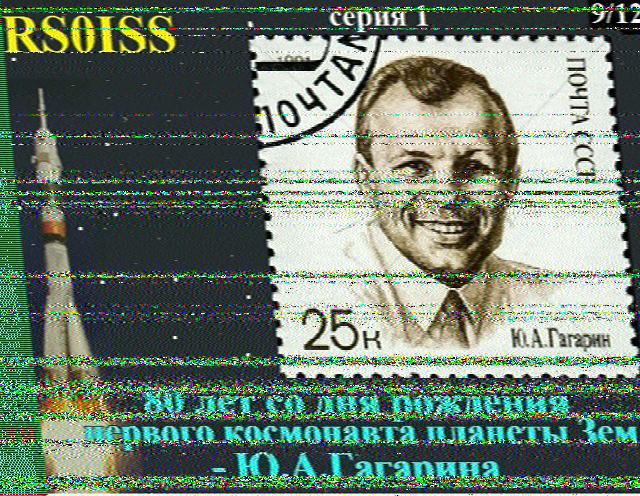 серия 1
9/12
RS0ISS
ПОЧТА
ПОЧТА СССР
25к
Ю.А.Гагарин
80 лет со дня рождения
первого космонавта планеты Зем
- Ю.А.Гагарина